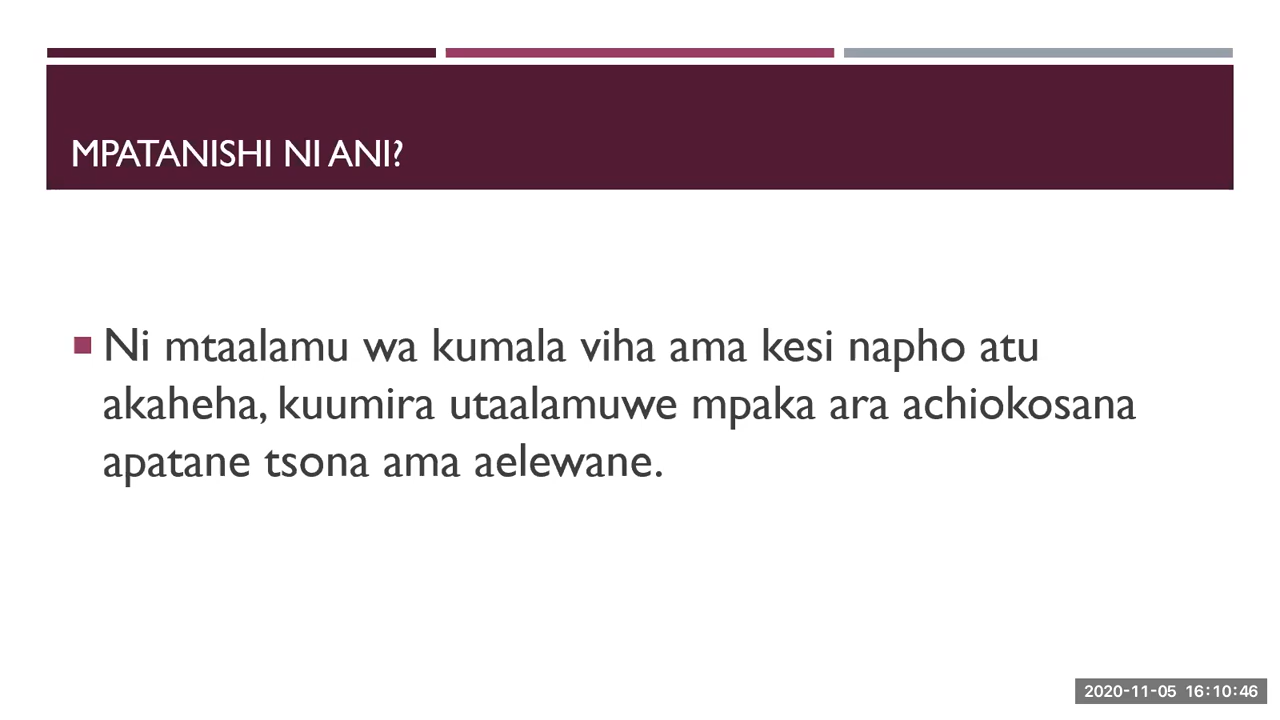 MPATANISHI NI ANI?
Ni mtaalamu wa kumala viha ama kesi napho atu
akaheha, kuumira utaalamuwe mpaka ara achiokosana
apatane tsona ama aelewane.
2020-11-05 16:10:46